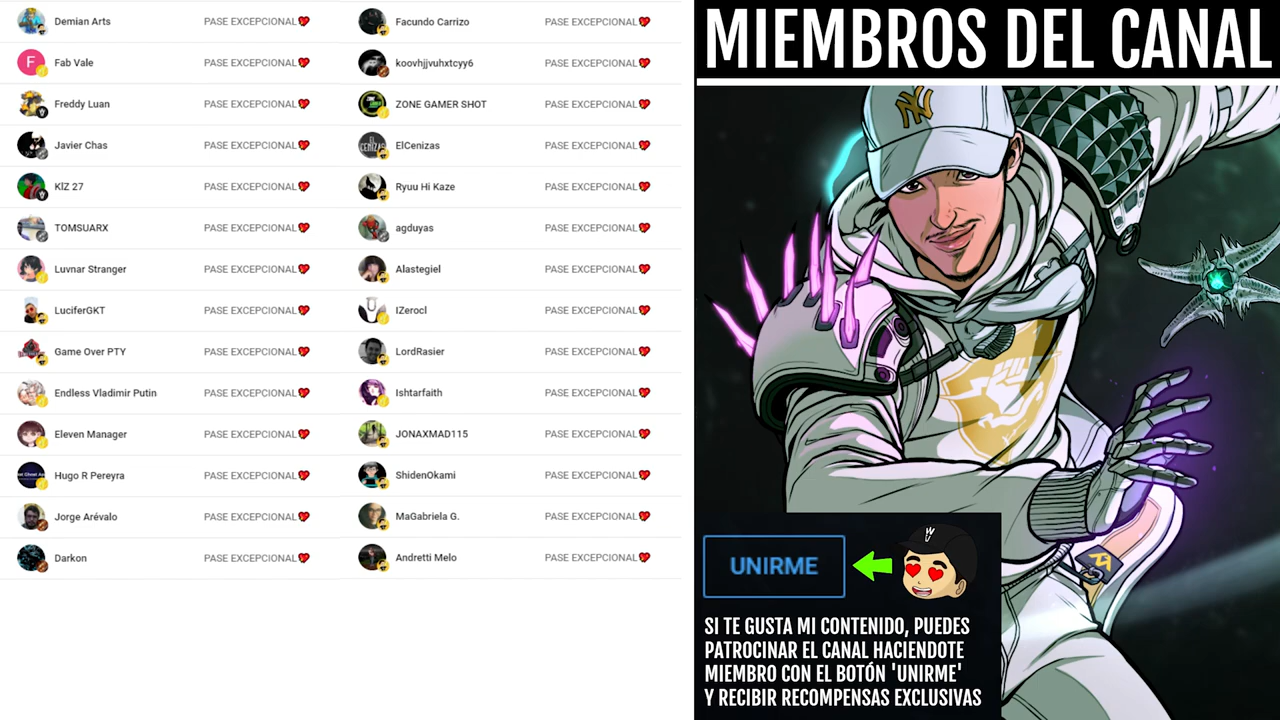 Demian Arts PASE EXCEPCIONAL
Fab Vale PASE EXCEPCIONAL
Freddy Luan PASE EXCEPCIONAL
Javier Chas PASE EXCEPCIONAL
KIZ 27 PASE EXCEPCIONAL
TOMSUARX PASE EXCEPCIONAL
Luvnar Stranger PASE EXCEPCIONAL
LuciferGKT PASE EXCEPCIONAL
Game Over PTY PASE EXCEPCIONAL
Endless Vladimir Putin PASE EXCEPCIONAL
Eleven Manager PASE EXCEPCIONAL
Hugo R Pereyra PASE EXCEPCIONAL
Jorge Arévalo PASE EXCEPCIONAL
Darkon PASE EXCEPCIONAL
Facundo Carrizo PASE EXCEPCIONAL
koovhjjvuhxtcyy6 PASE EXCEPCIONAL
ZONE GAMER SHOT PASE EXCEPCIONAL
ElCenizas PASE EXCEPCIONAL
Ryuu Hi Kaze PASE EXCEPCIONAL
agduyas PASE EXCEPCIONAL
Alastegiel PASE EXCEPCIONAL
IZerocl PASE EXCEPCIONAL
LordRasier PASE EXCEPCIONAL
Ishtarfaith PASE EXCEPCIONAL
JONAXMAD115 PASE EXCEPCIONAL
ShidenOkami PASE EXCEPCIONAL
MaGabriela G. PASE EXCEPCIONAL
Andretti Melo PASE EXCEPCIONAL
F
MIEMBROS DEL CANAL
NY
UNIRME
SI TE GUSTA MI CONTENIDO, PUEDES
PATROCINAR EL CANAL HACIENDOTE
MIEMBRO CON EL BOTÓN 'UNIRME'
Y RECIBIR RECOMPENSAS EXCLUSIVAS